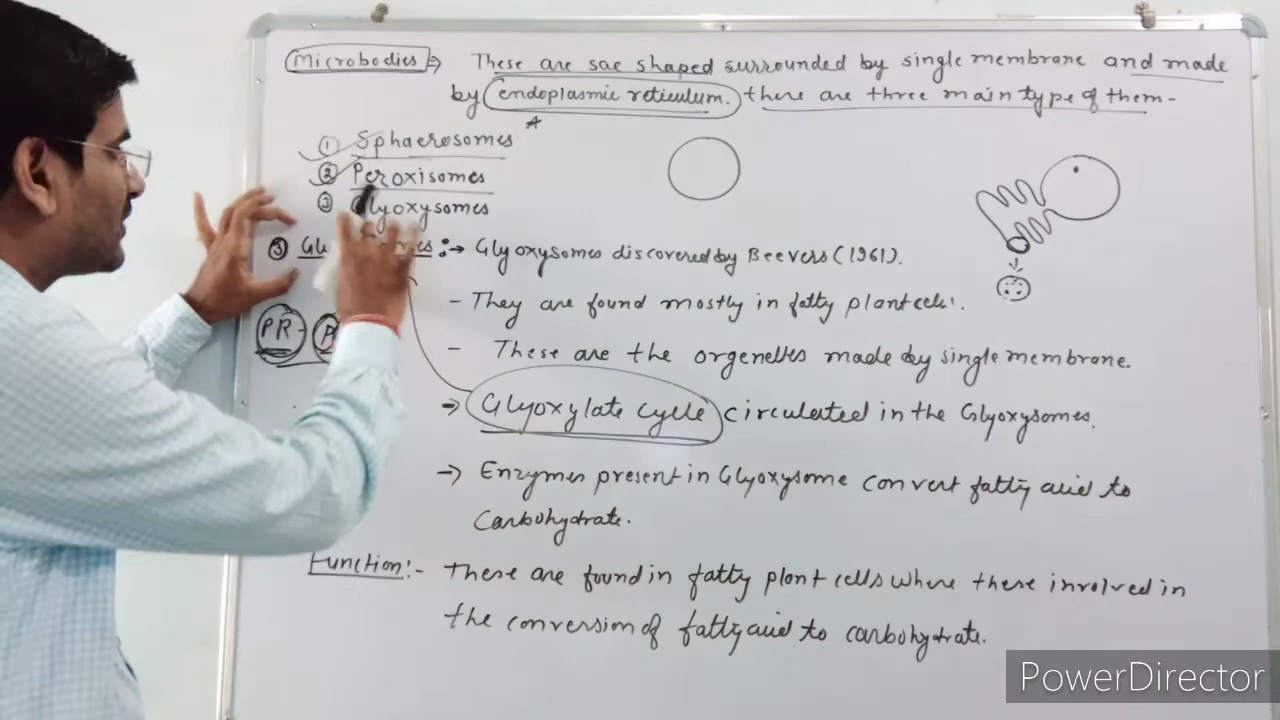 Microbodies ⇒ These are sac shaped surrounded by single membrane and made
by endoplasmic reticulum. there are three main type of them-
① Sphaerosomes
② Peroxisomes
③ Glyoxysomes
③ :→ Glyoxysomes discovered by Beevers (1961).
- They are found mostly in fatty plant cells.
PR-
- These are the orgenelles made by single membrane.
→ Glyoxylate cycle circulated in the Glyoxysomes.
→ Enzymes present in Glyoxysome convert fatty acid to
Carbohydrate.
Function:- These are found in fatty plant cells where these involved in
the conversion of fatty acid to carbohydrate.
PowerDirector